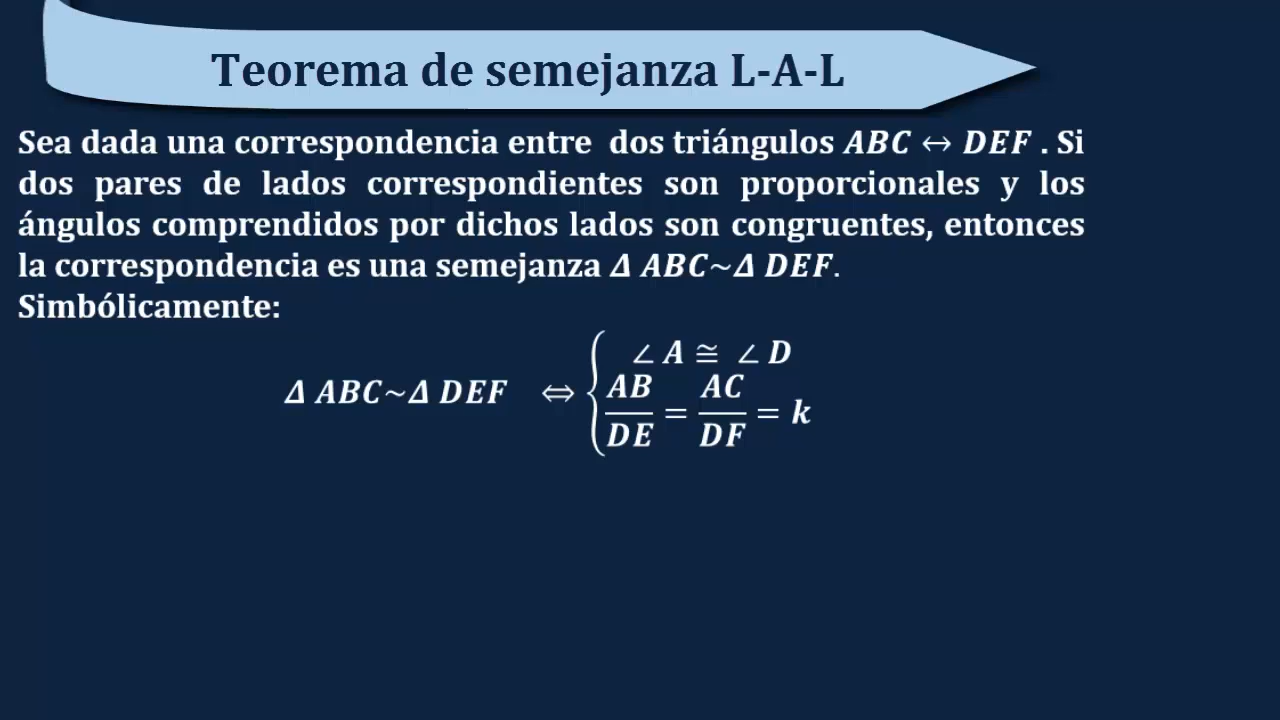 Teorema de semejanza L-A-L
Sea dada una correspondencia entre dos triángulos ABC ↔ DEF . Si
dos pares de lados correspondientes son proporcionales y los
ángulos comprendidos por dichos lados son congruentes, entonces
la correspondencia es una semejanza Δ ABC~Δ DEF.
Simbólicamente:
∠ A ≅ ∠ D
Δ ABC~Δ DEF ⇔ { AB/DE = AC/DF = k